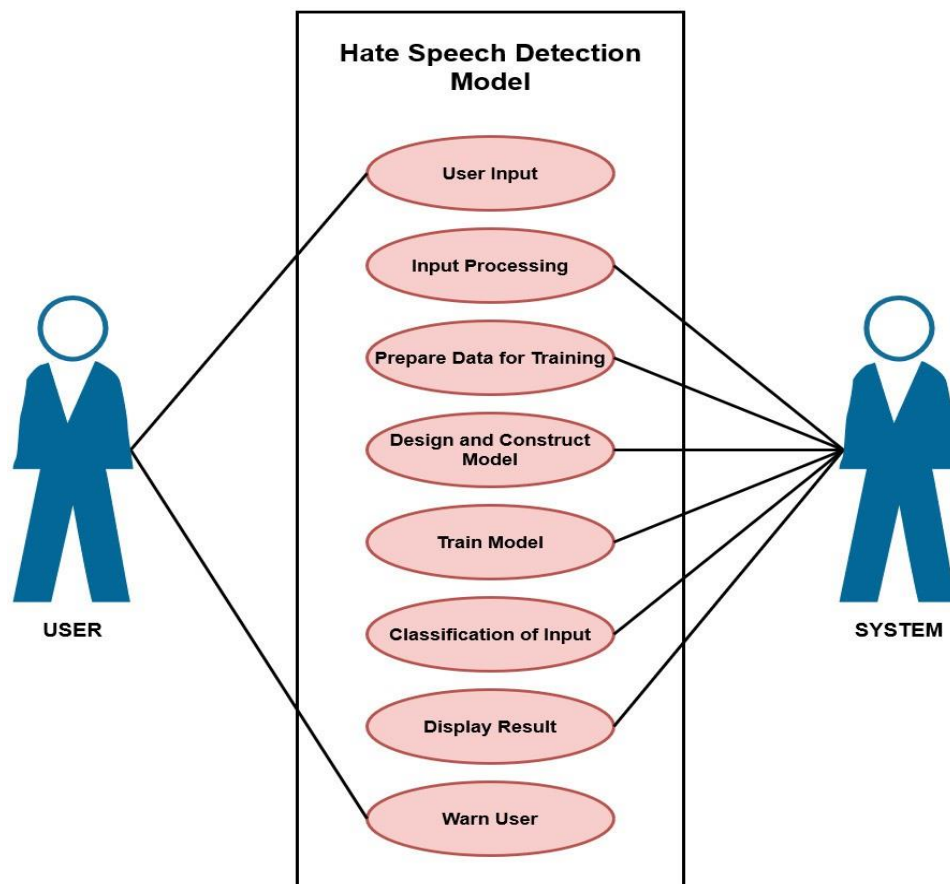 Hate Speech Detection
Model
User Input
Input Processing
Prepare Data for Training
Design and Construct
Model
Train Model
Classification of Input
Display Result
Warn User
USER
SYSTEM